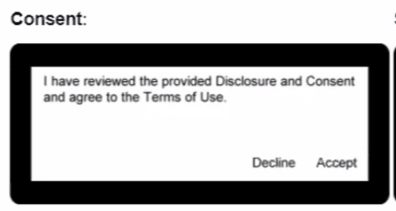 Consent:
I have reviewed the provided Disclosure and Consent
and agree to the Terms of Use.
Decline Accept